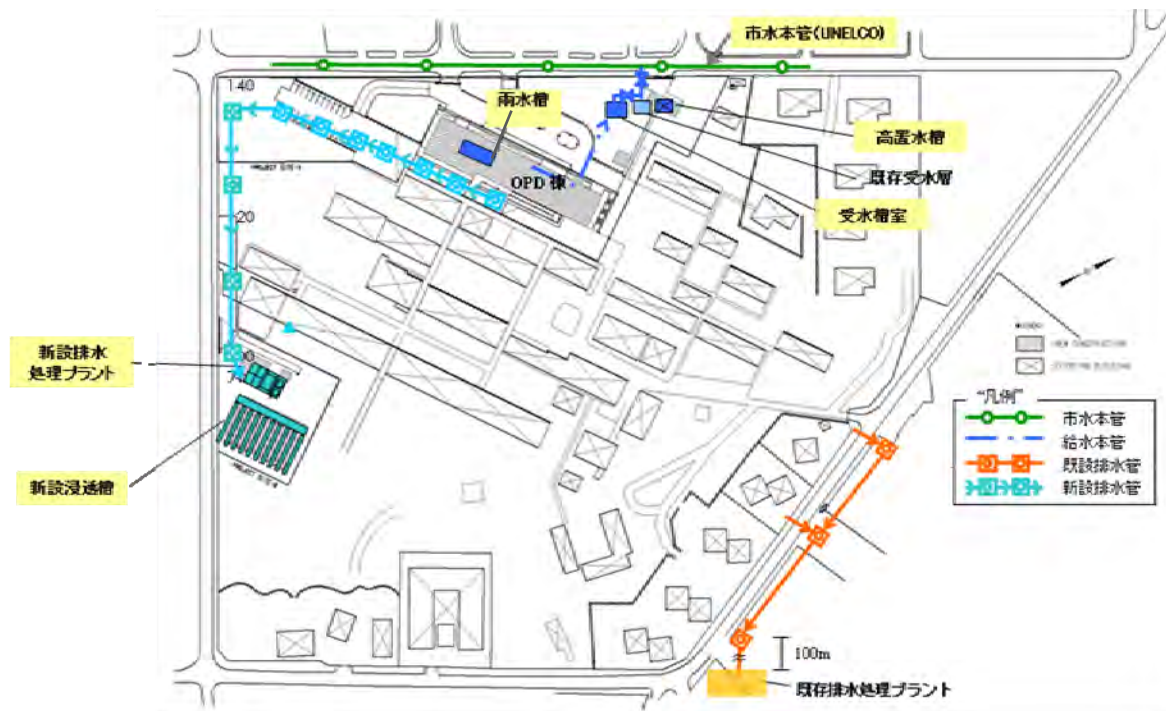 市水本管(UNELCO)
140
雨水槽
高置水槽
OPD 棟
既存受水層
受水槽室
20
新設排水
処理プラント
"凡例"
市水本管
給水本管
既設排水管
新設排水管
新設浸透槽
100m
既存排水処理プラント